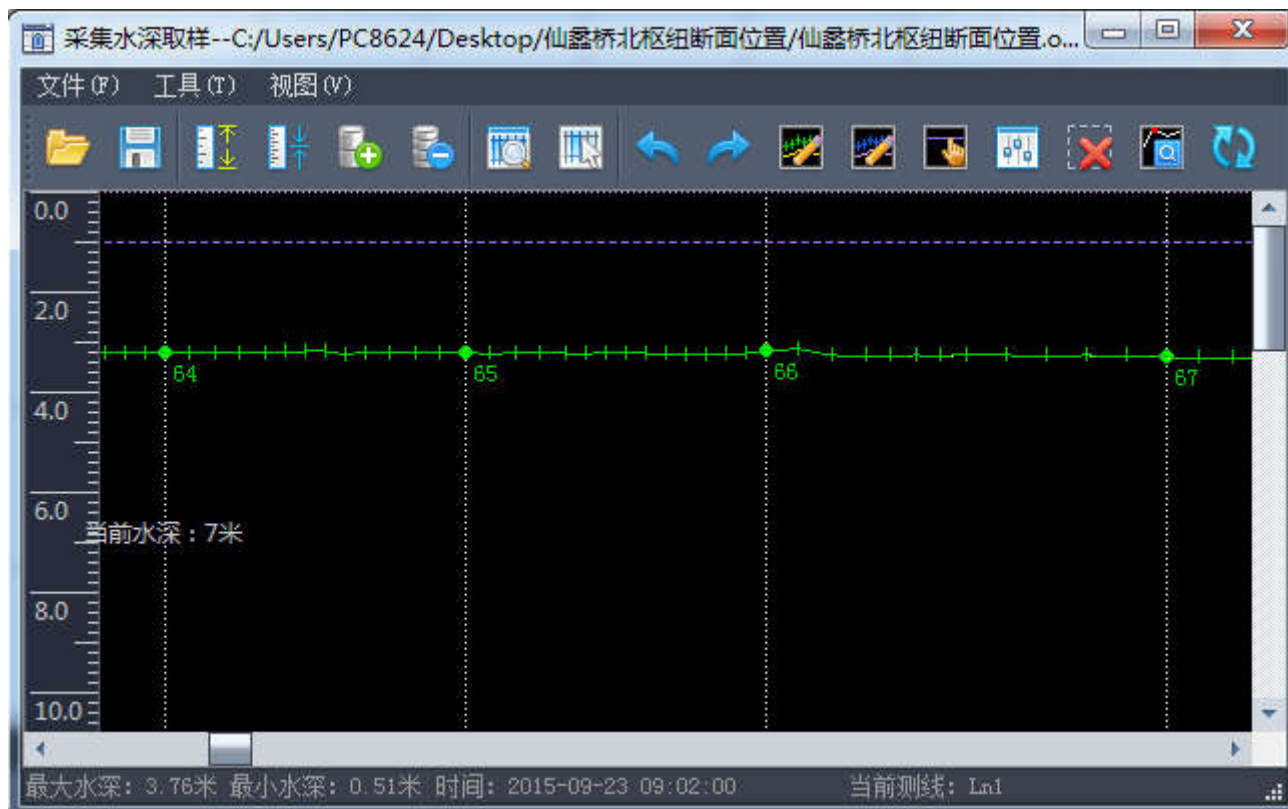 采集水深取样--C:/Users/PC8624/Desktop/仙蠡桥北枢纽断面位置/仙蠡桥北枢纽断面位置.o...
文件(F) 工具(T) 视图(V)
0.0
2.0
64 65 66 67
4.0
6.0
当前水深：7米
8.0
10.0
最大水深: 3.76米 最小水深: 0.51米 时间: 2015-09-23 09:02:00 当前测线: Ln1